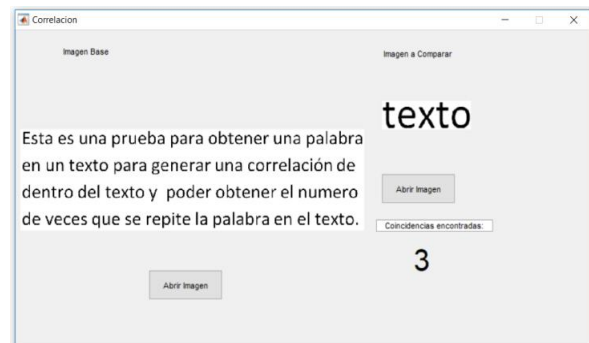 Correlacion
Imagen Base
Imagen a Comparar
texto
Esta es una prueba para obtener una palabra
en un texto para generar una correlación de
dentro del texto y poder obtener el numero
de veces que se repite la palabra en el texto.
Abrir Imagen
Coincidencias encontradas:
3
Abrir Imagen